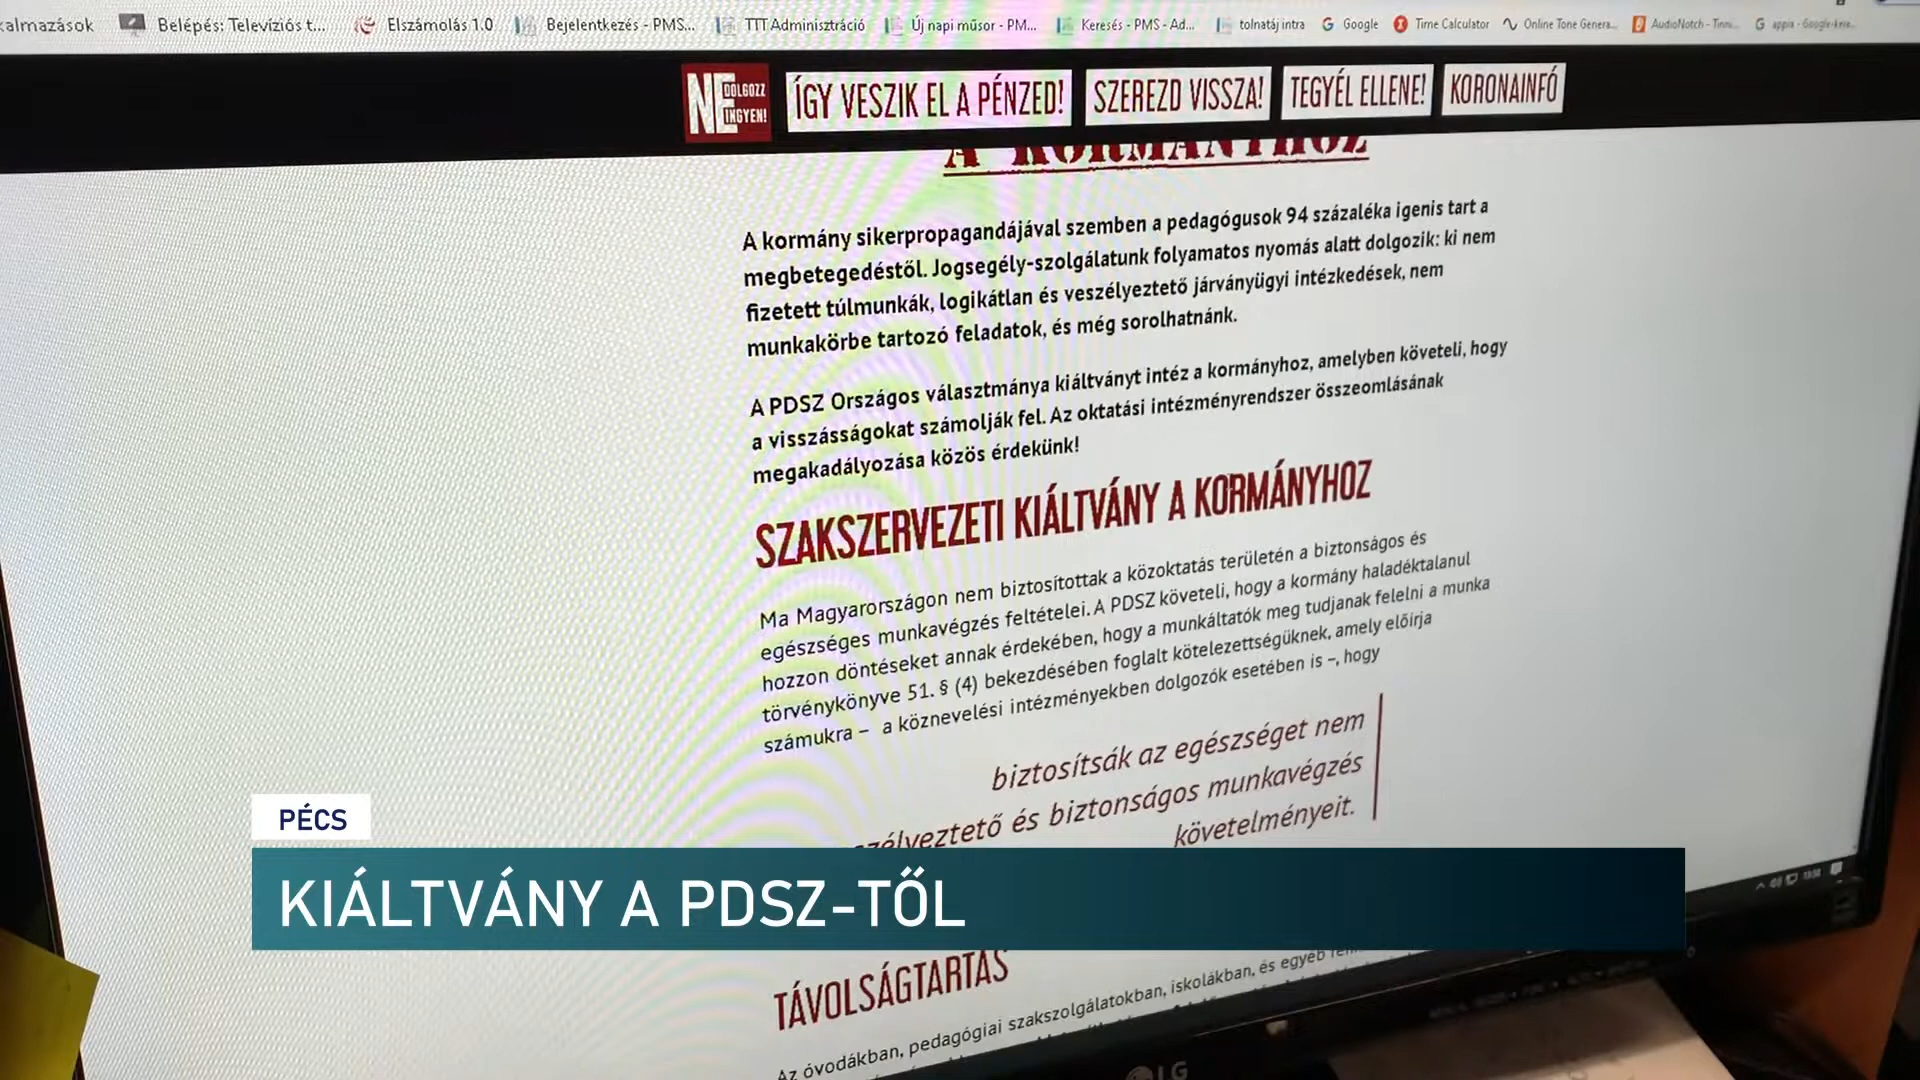 kalmazások
Belépés: Televíziós t...
Elszámolás 1.0
Bejelentkezés - PMS...
TTT Adminisztráció
Új napi műsor - PM...
Keresés - PMS - Ad...
tolnatáj intra
Google
Time Calculator
Online Tone Genera...
AudioNotch - Tinn...
NE DOLGOZZ INGYEN!
ÍGY VESZIK EL A PÉNZED!
SZEREZD VISSZA!
TEGYÉL ELLENE!
KORONAINFÓ
A KORMÁNYHOZ
A kormány sikerpropagandájával szemben a pedagógusok 94 százaléka igenis tart a
megbetegedéstől. Jogsegély-szolgálatunk folyamatos nyomás alatt dolgozik: ki nem
fizetett túlmunkák, logikátlan és veszélyeztető járványügyi intézkedések, nem
munkakörbe tartozó feladatok, és még sorolhatnánk.
A PDSZ Országos választmánya kiáltványt intéz a kormányhoz, amelyben követeli, hogy
a visszásságokat számolják fel. Az oktatási intézményrendszer összeomlásának
megakadályozása közös érdekünk!
SZAKSZERVEZETI KIÁLTVÁNY A KORMÁNYHOZ
Ma Magyarországon nem biztosítottak a közoktatás területén a biztonságos és
egészséges munkavégzés feltételei. A PDSZ követeli, hogy a kormány haladéktalanul
hozzon döntéseket annak érdekében, hogy a munkáltatók meg tudjanak felelni a munka
törvénykönyve 51. § (4) bekezdésében foglalt kötelezettségüknek, amely előírja
számukra – a köznevelési intézményekben dolgozók esetében is –, hogy
biztosítsák az egészséget nem
zélyeztető és biztonságos munkavégzés
követelményeit.
PÉCS
KIÁLTVÁNY A PDSZ-TŐL
TÁVOLSÁGTARTÁS
Az óvodákban, pedagógiai szakszolgálatokban, iskolákban, és egyéb
LG